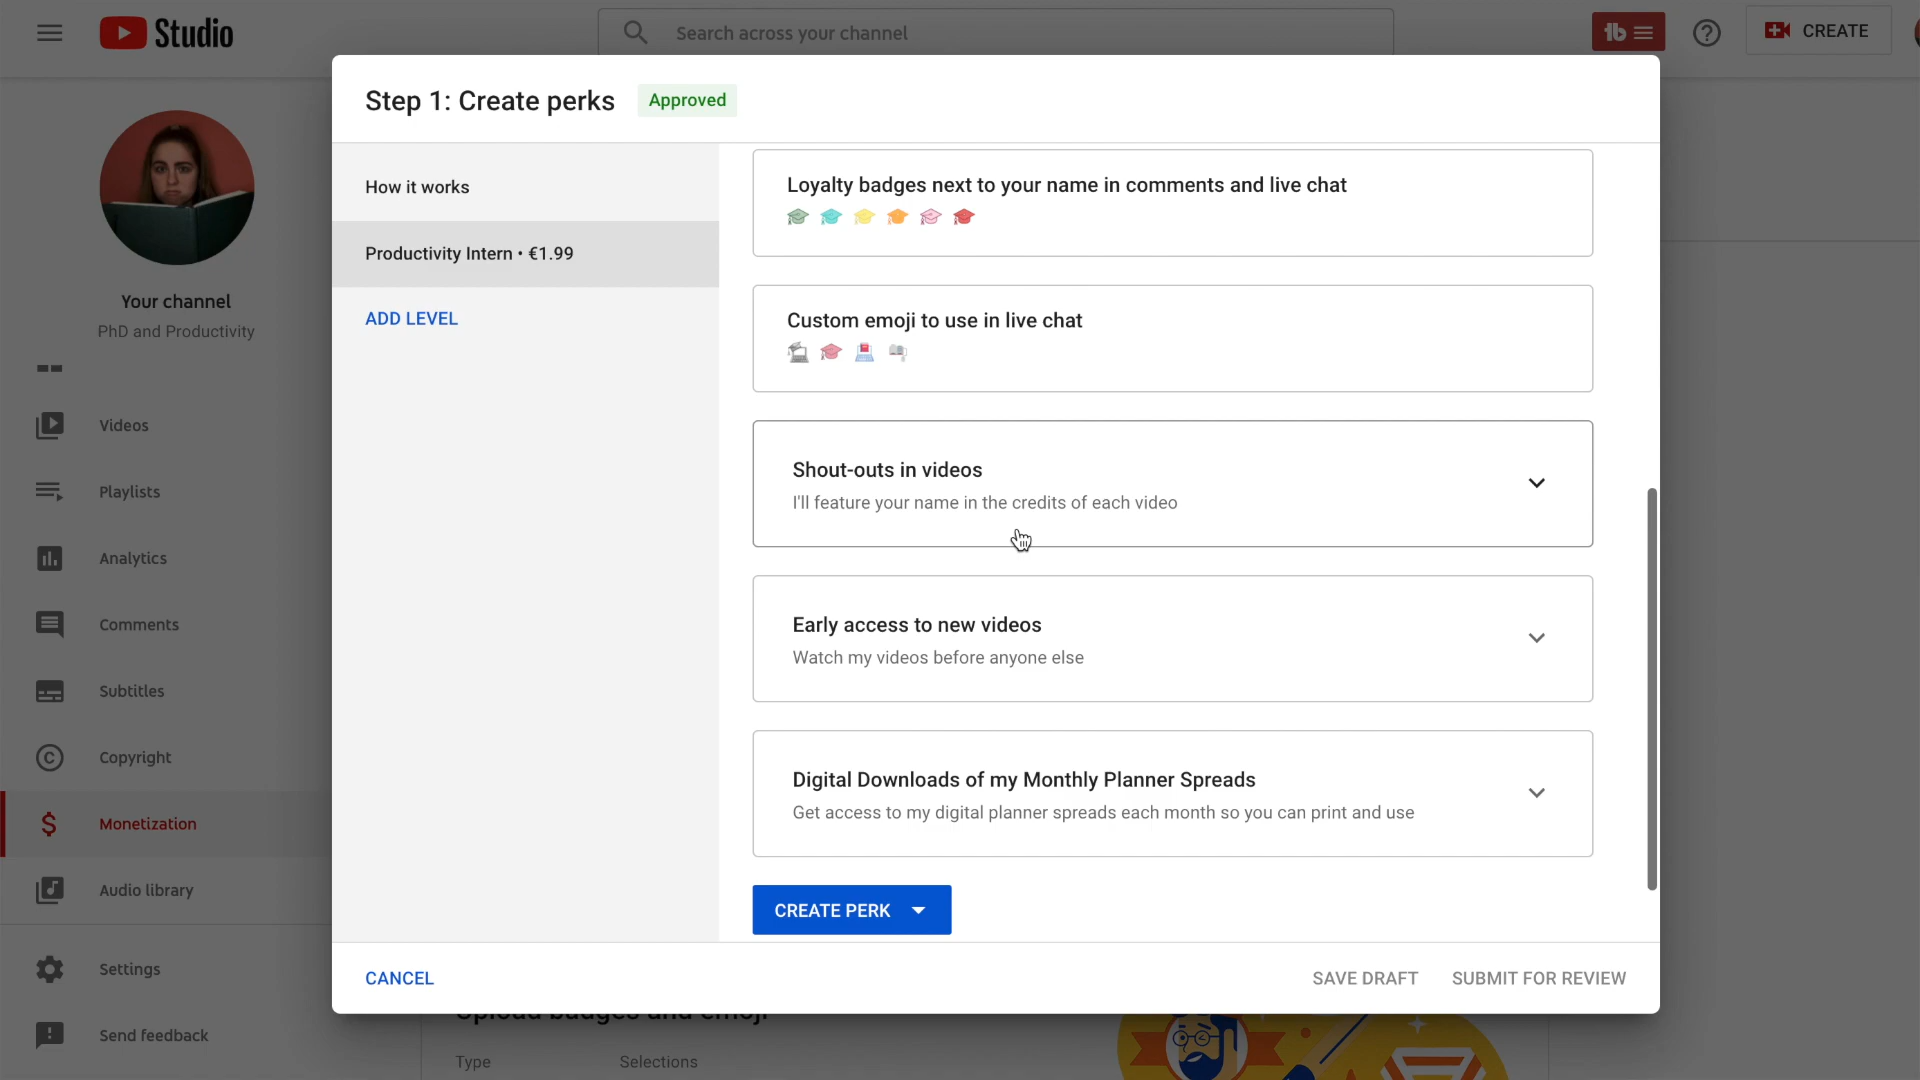 Studio
Search across your channel
CREATE
Step 1: Create perks
Approved
Your channel
PhD and Productivity
Videos
Playlists
Analytics
Comments
Subtitles
Copyright
Monetization
Audio library
Settings
Send feedback
How it works
Productivity Intern • €1.99
ADD LEVEL
Loyalty badges next to your name in comments and live chat
Custom emoji to use in live chat
Shout-outs in videos
I'll feature your name in the credits of each video
Early access to new videos
Watch my videos before anyone else
Digital Downloads of my Monthly Planner Spreads
Get access to my digital planner spreads each month so you can print and use
CREATE PERK
CANCEL
SAVE DRAFT
SUBMIT FOR REVIEW
Upload badges and emoji
Type
Selections